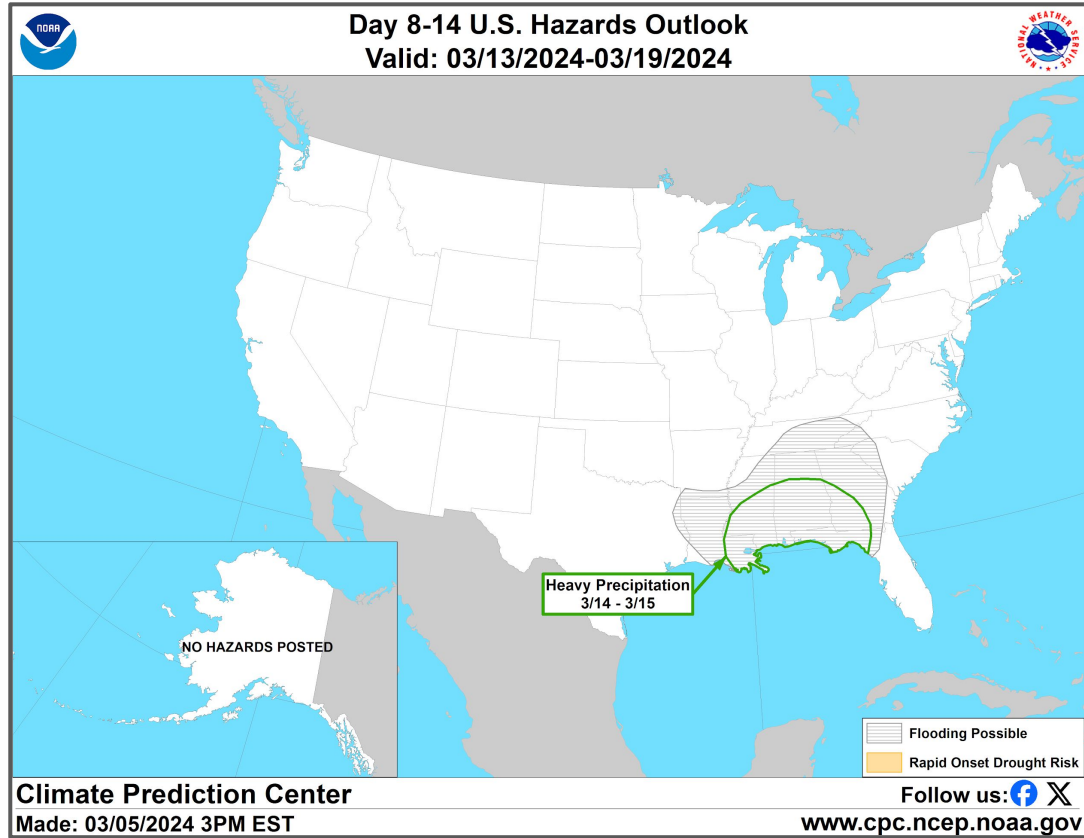 NOAA
Day 8-14 U.S. Hazards Outlook
Valid: 03/13/2024-03/19/2024
NATIONAL WEATHER SERVICE
Heavy Precipitation
3/14 - 3/15
NO HAZARDS POSTED
Flooding Possible
Rapid Onset Drought Risk
Climate Prediction Center
Follow us:
Made: 03/05/2024 3PM EST
www.cpc.ncep.noaa.gov